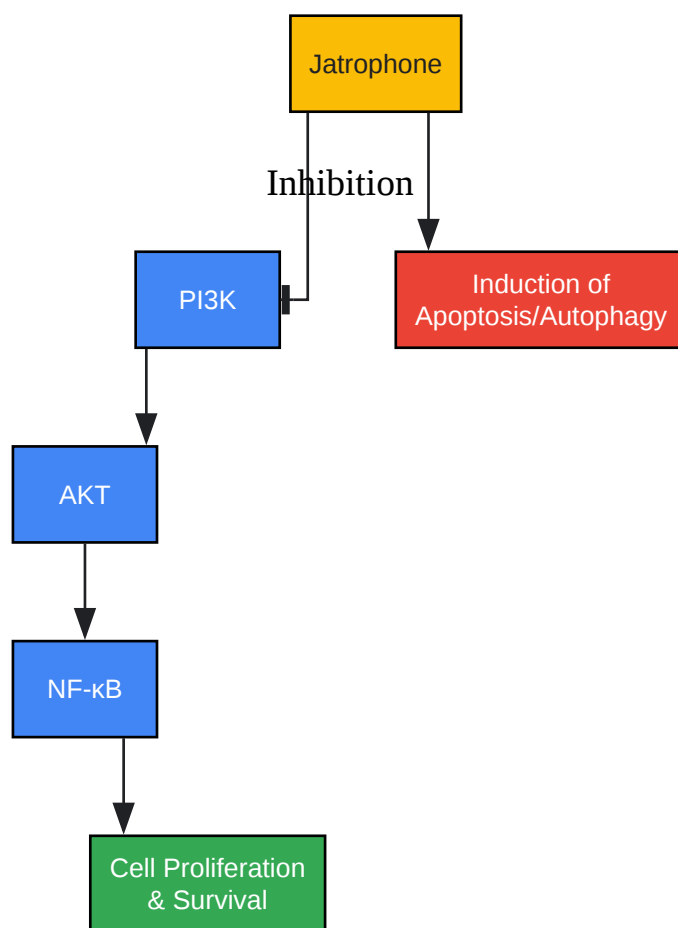 Jatrophone
Inhibition
PI3K
Induction of
Apoptosis/Autophagy
AKT
NF-κB
Cell Proliferation
& Survival